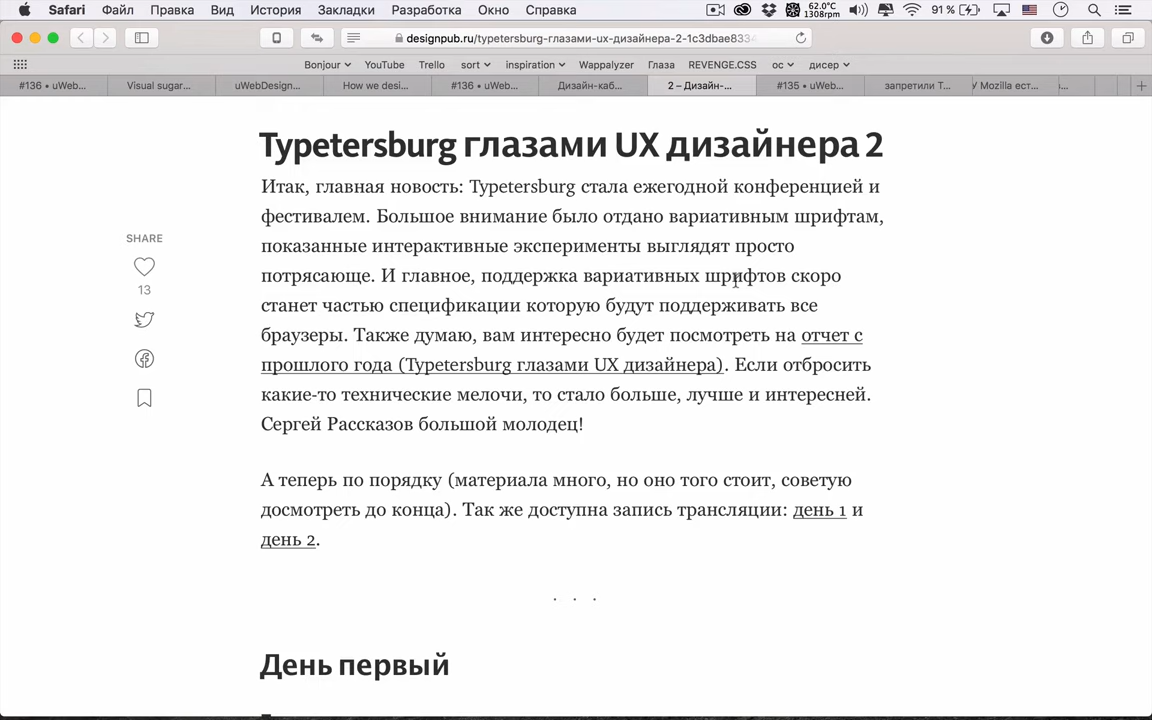 Safari Файл Правка Вид История Закладки Разработка Окно Справка 62.0°C 1308rpm 91 %
designpub.ru/typetersburg-глазами-ux-дизайнера-2-1c3dbae8334
Bonjour YouTube Trello sort inspiration Wappalyzer Глаза REVENGE.CSS ос дисер
#136 • uWeb... Visual sugar... uWebDesign... How we desi... #136 • uWeb... Дизайн-каб... 2 – Дизайн-... #135 • uWeb... запретили T... У Mozilla ест... ...
Typetersburg глазами UX дизайнера 2
Итак, главная новость: Typetersburg стала ежегодной конференцией и
фестивалем. Большое внимание было отдано вариативным шрифтам,
показанные интерактивные эксперименты выглядят просто
потрясающе. И главное, поддержка вариативных шрифтов скоро
станет частью спецификации которую будут поддерживать все
браузеры. Также думаю, вам интересно будет посмотреть на отчет с
прошлого года (Typetersburg глазами UX дизайнера). Если отбросить
какие-то технические мелочи, то стало больше, лучше и интересней.
Сергей Рассказов большой молодец!
SHARE
13
А теперь по порядку (материала много, но оно того стоит, советую
досмотреть до конца). Так же доступна запись трансляции: день 1 и
день 2.
. . .
День первый